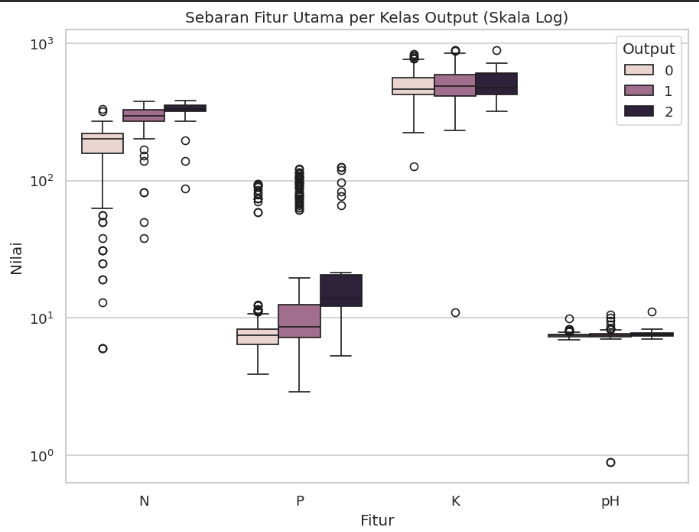 Sebaran Fitur Utama per Kelas Output (Skala Log)
10³
10²
10¹
10⁰
Nilai
Output
0
1
2
N P K pH
Fitur